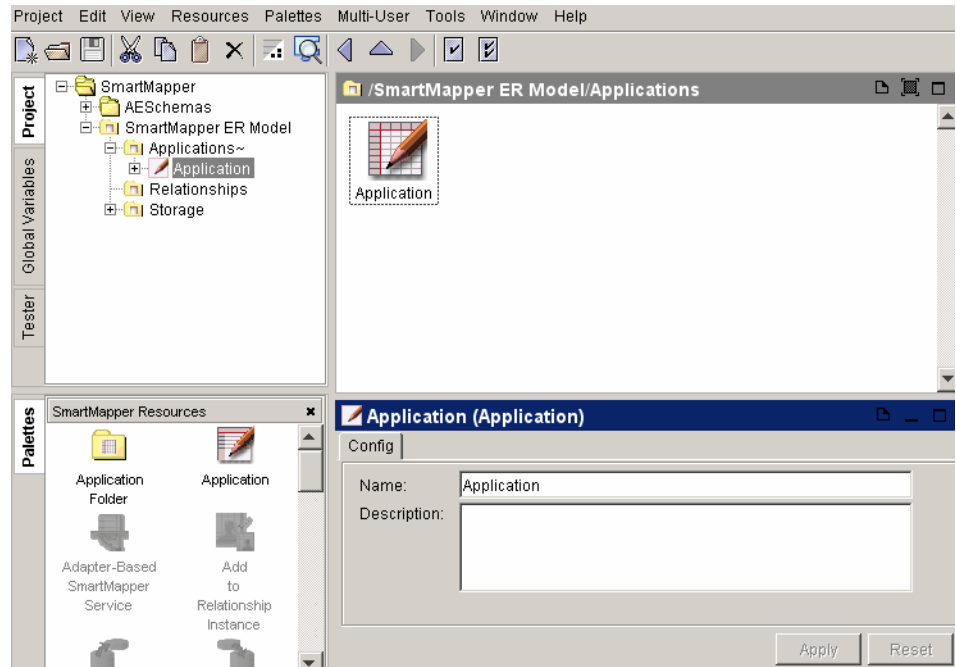 Project Edit View Resources Palettes Multi-User Tools Window Help
Project
Global Variables
Tester
SmartMapper
AESchemas
SmartMapper ER Model
Applications~
Application
Relationships
Storage
/SmartMapper ER Model/Applications
Application
Palettes
SmartMapper Resources
Application
Folder
Application
Adapter-Based
SmartMapper
Service
Add
to
Relationship
Instance
Application (Application)
Config
Name: Application
Description:
Apply Reset